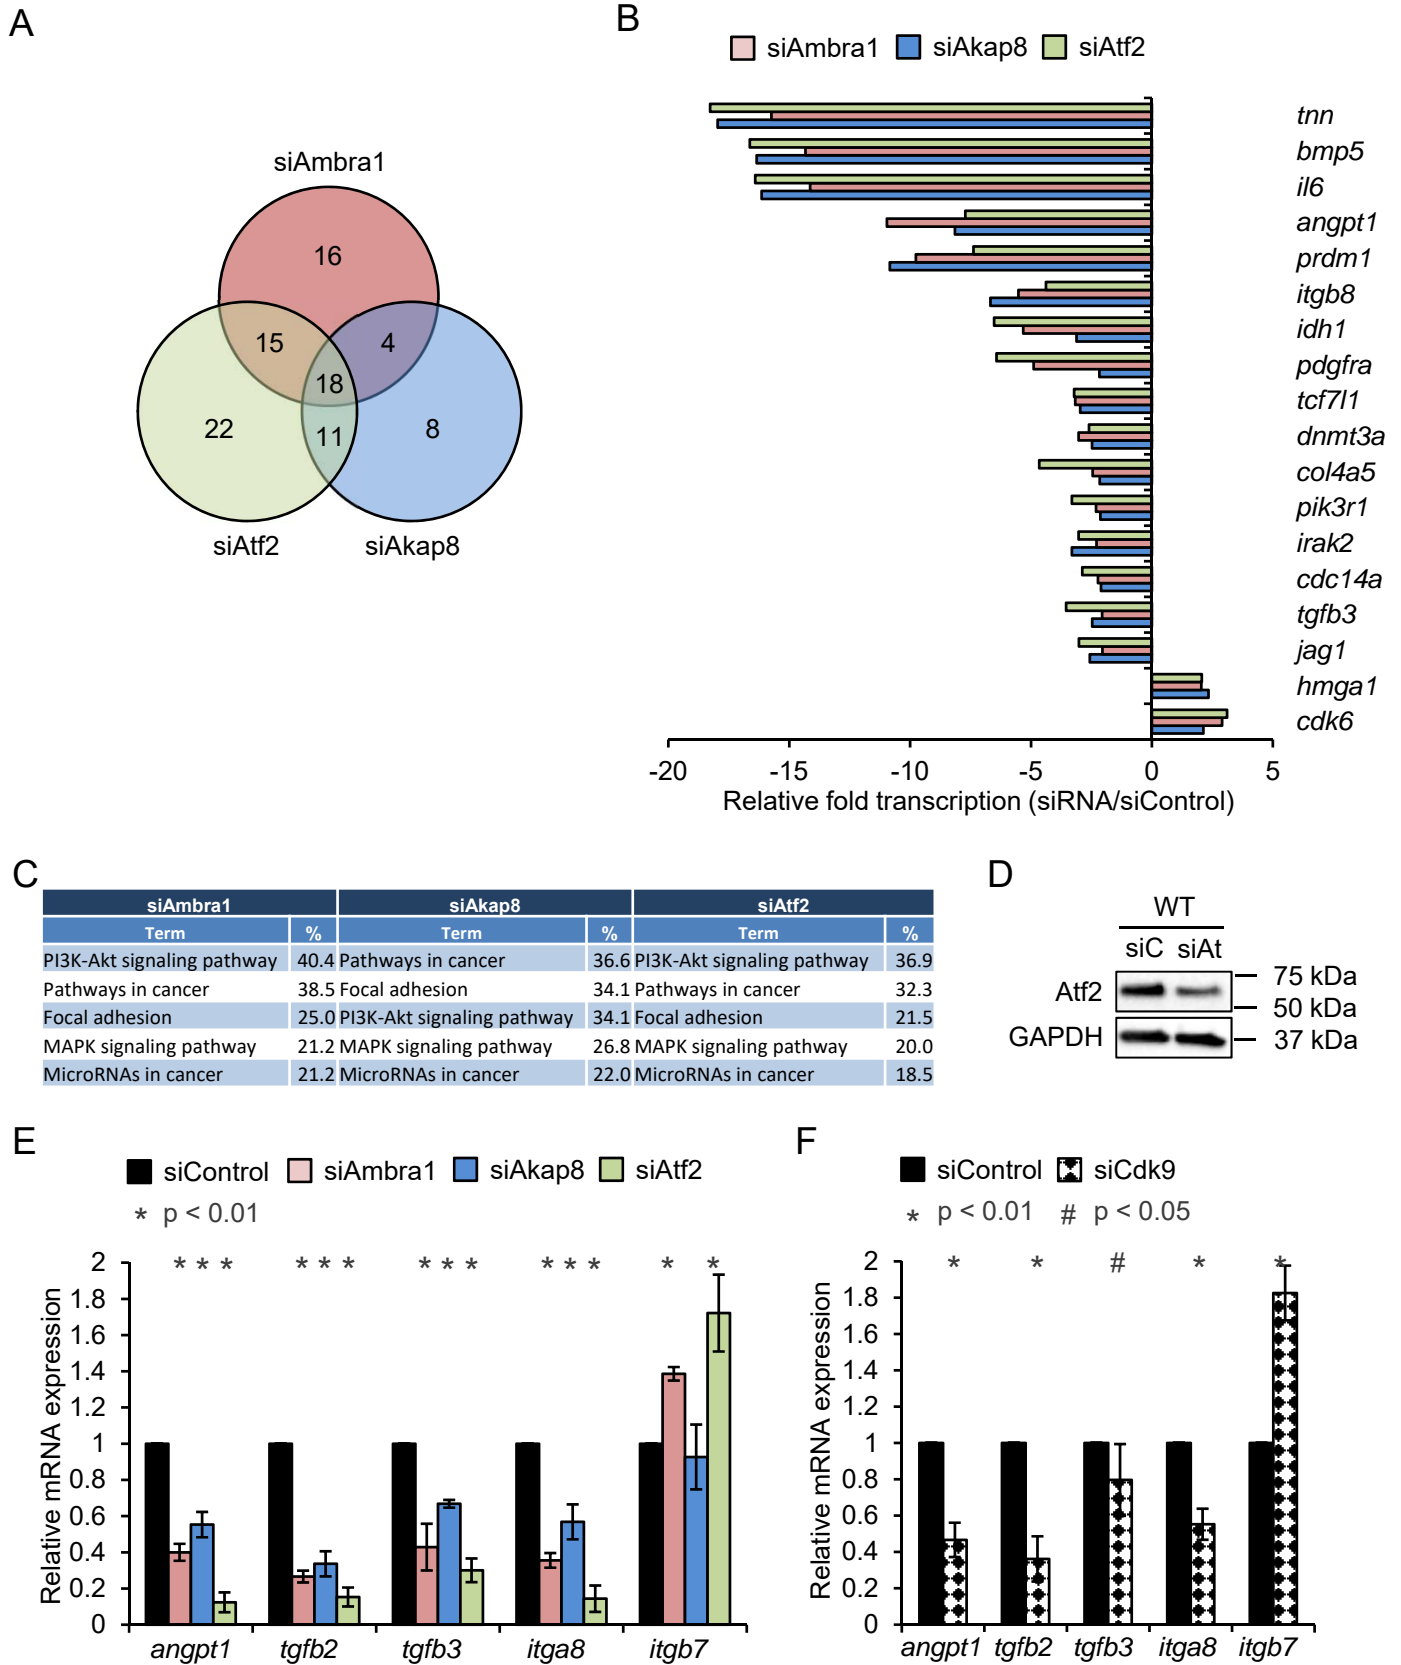 A
siAmbra1
16
15
4
18
22
11
8
siAtf2
siAkap8
B
siAmbra1 siAkap8 siAtf2
tnn
bmp5
il6
angpt1
prdm1
itgb8
idh1
pdgfra
tcf7l1
dnmt3a
col4a5
pik3r1
irak2
cdc14a
tgfb3
jag1
hmga1
cdk6
-20 -15 -10 -5 0 5
Relative fold transcription (siRNA/siControl)
C
siAmbra1 siAkap8 siAtf2
Term % Term % Term %
PI3K-Akt signaling pathway 40.4 Pathways in cancer 36.6 PI3K-Akt signaling pathway 36.9
Pathways in cancer 38.5 Focal adhesion 34.1 Pathways in cancer 32.3
Focal adhesion 25.0 PI3K-Akt signaling pathway 34.1 Focal adhesion 21.5
MAPK signaling pathway 21.2 MAPK signaling pathway 26.8 MAPK signaling pathway 20.0
MicroRNAs in cancer 21.2 MicroRNAs in cancer 22.0 MicroRNAs in cancer 18.5
D
WT
siC siAt
Atf2
GAPDH
75 kDa
50 kDa
37 kDa
E
siControl siAmbra1 siAkap8 siAtf2
* p < 0.01
* * * * * * * * * * * * * *
Relative mRNA expression
2
1.8
1.6
1.4
1.2
1
0.8
0.6
0.4
0.2
0
angpt1 tgfb2 tgfb3 itga8 itgb7
F
siControl siCdk9
* p < 0.01 # p < 0.05
* * # * *
Relative mRNA expression
2
1.8
1.6
1.4
1.2
1
0.8
0.6
0.4
0.2
0
angpt1 tgfb2 tgfb3 itga8 itgb7